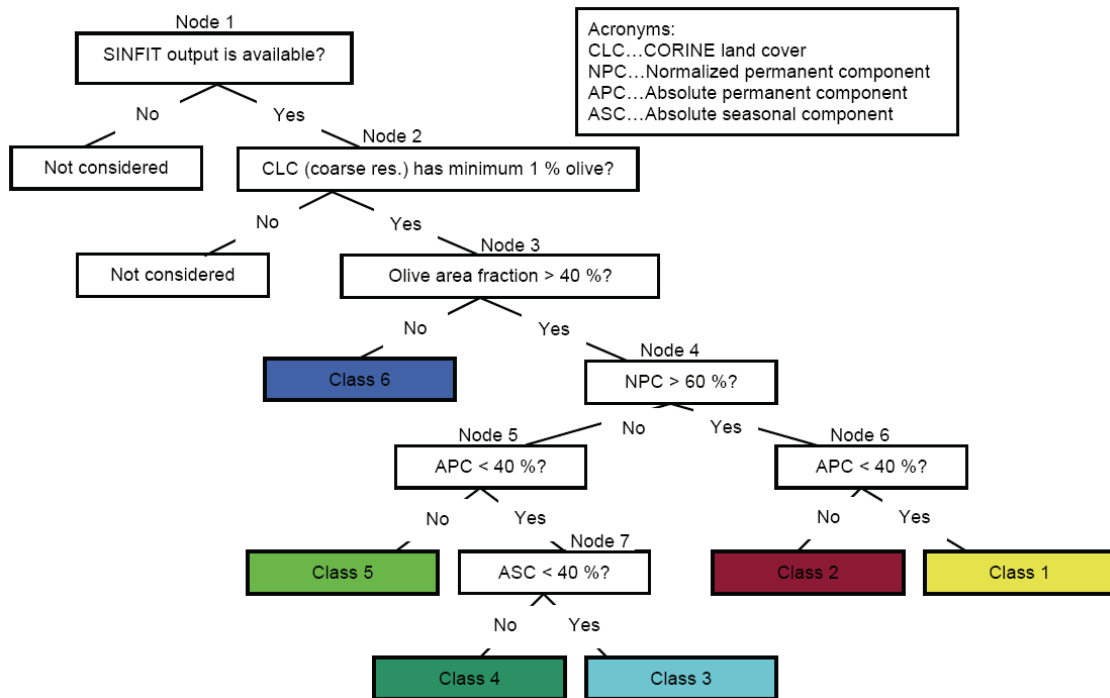 Node 1
SINFIT output is available?
Acronyms:
CLC...CORINE land cover
NPC...Normalized permanent component
APC...Absolute permanent component
ASC...Absolute seasonal component
No
Yes
Node 2
Not considered
CLC (coarse res.) has minimum 1 % olive?
No
Yes
Node 3
Not considered
Olive area fraction > 40 %?
No
Yes
Node 4
Class 6
NPC > 60 %?
Node 5
No
Yes
Node 6
APC < 40 %?
APC < 40 %?
No
Yes
No
Yes
Node 7
Class 5
ASC < 40 %?
Class 2
Class 1
No
Yes
Class 4
Class 3